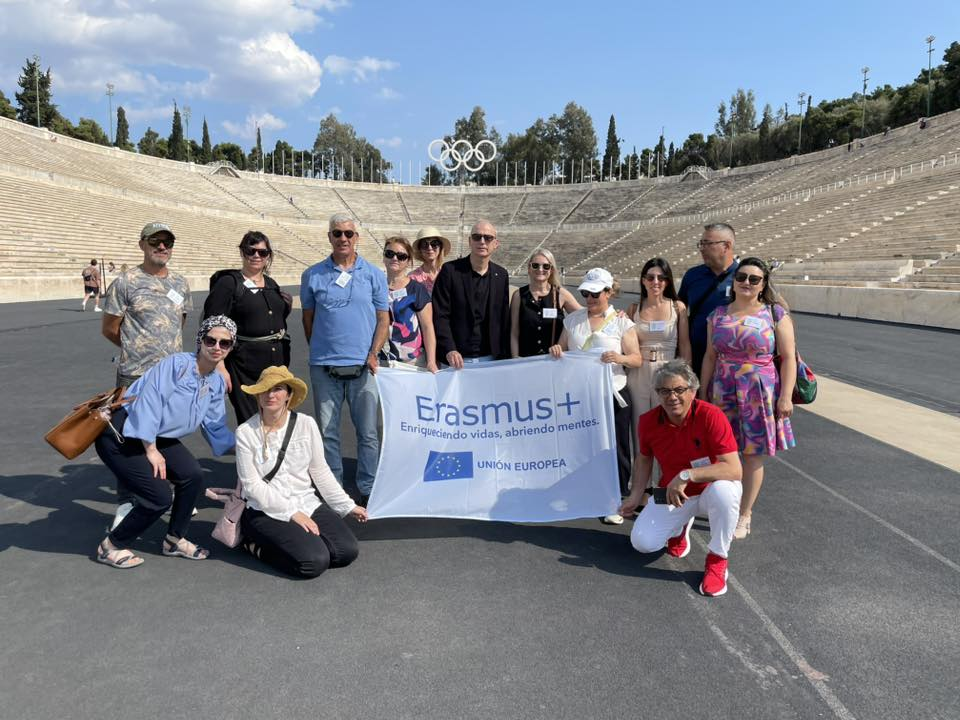 Erasmus+
Enriqueciendo vidas, abriendo mentes.
UNIÓN EUROPEA